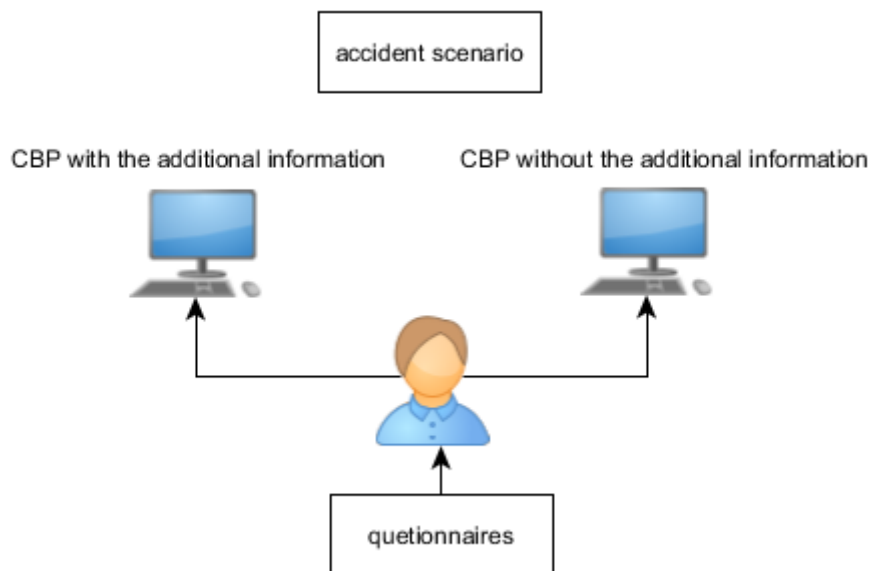 accident scenario
CBP with the additional information
CBP without the additional information
quetionnaires